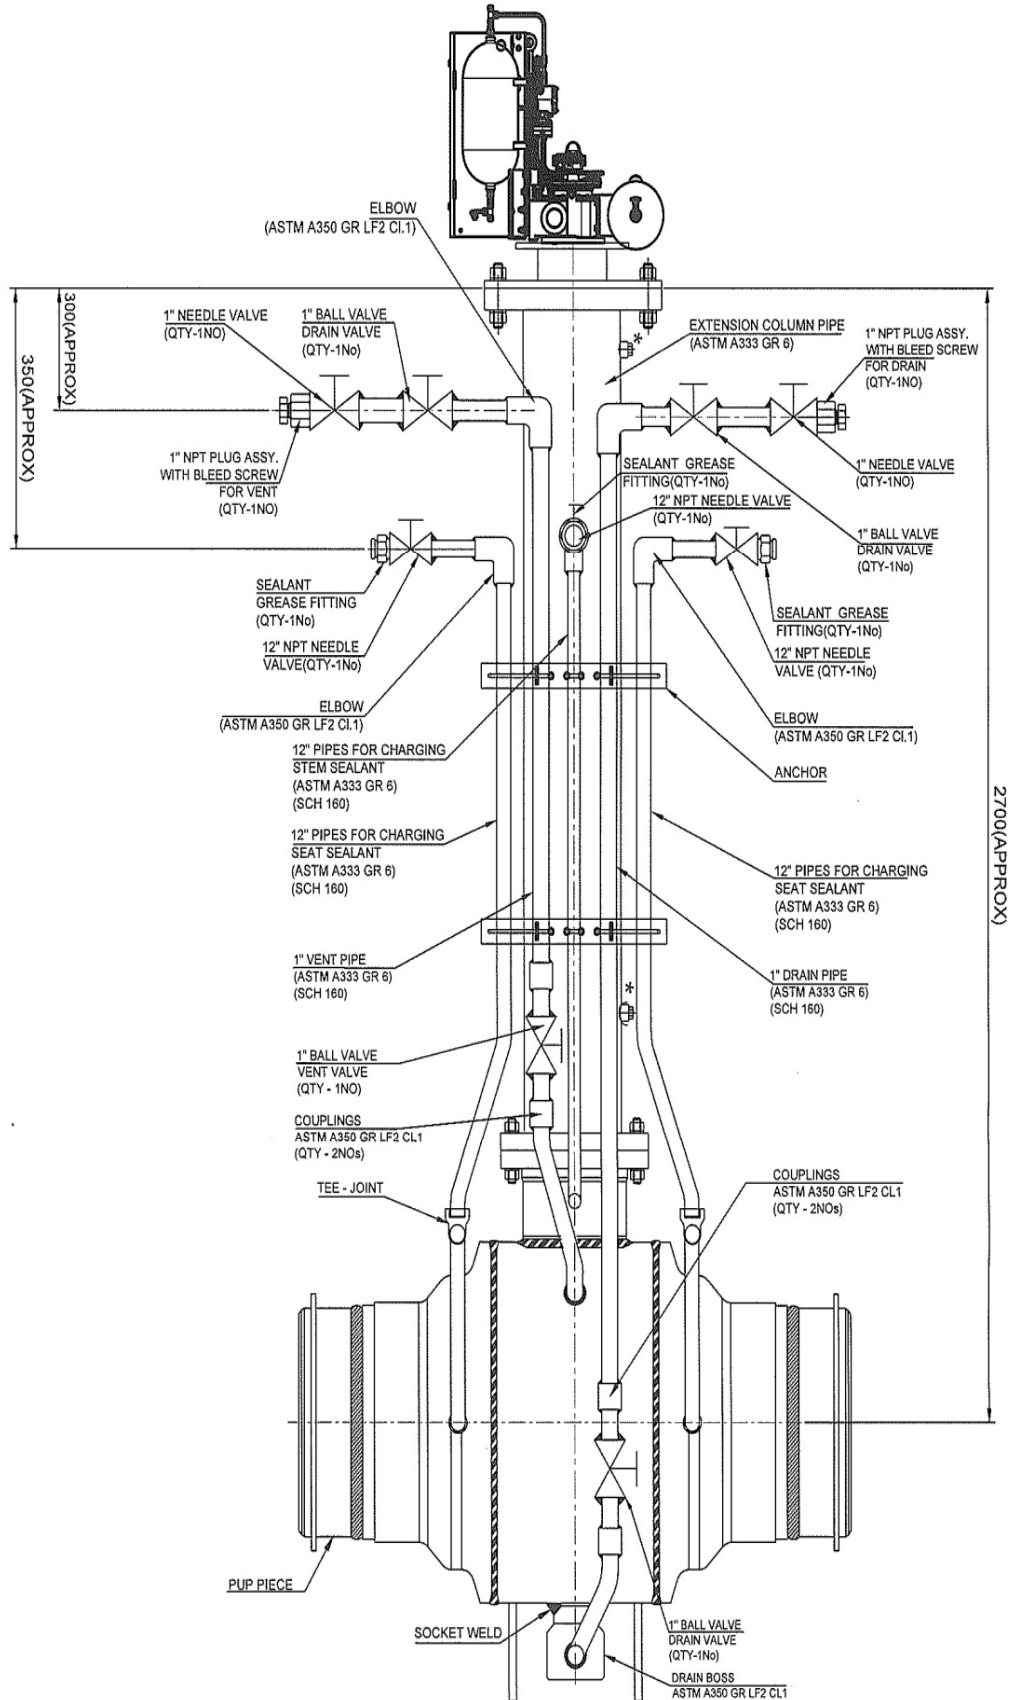 ELBOW
(ASTM A350 GR LF2 Cl.1)
300(APPROX)
350(APPROX)
1" NEEDLE VALVE
(QTY-1NO)
1" BALL VALVE
DRAIN VALVE
(QTY-1No)
*
EXTENSION COLUMN PIPE
(ASTM A333 GR 6)
1" NPT PLUG ASSY.
WITH BLEED SCREW
FOR DRAIN
(QTY-1NO)
1" NPT PLUG ASSY.
WITH BLEED SCREW
FOR VENT
(QTY-1NO)
SEALANT GREASE
FITTING(QTY-1No)
12" NPT NEEDLE VALVE
(QTY-1No)
1" NEEDLE VALVE
(QTY-1NO)
1" BALL VALVE
DRAIN VALVE
(QTY-1No)
SEALANT
GREASE FITTING
(QTY-1No)
12" NPT NEEDLE
VALVE(QTY-1No)
SEALANT GREASE
FITTING(QTY-1No)
12" NPT NEEDLE
VALVE (QTY-1No)
ELBOW
(ASTM A350 GR LF2 Cl.1)
ELBOW
(ASTM A350 GR LF2 Cl.1)
12" PIPES FOR CHARGING
STEM SEALANT
(ASTM A333 GR 6)
(SCH 160)
ANCHOR
2700(APPROX)
12" PIPES FOR CHARGING
SEAT SEALANT
(ASTM A333 GR 6)
(SCH 160)
12" PIPES FOR CHARGING
SEAT SEALANT
(ASTM A333 GR 6)
(SCH 160)
1" VENT PIPE
(ASTM A333 GR 6)
(SCH 160)
*
1" DRAIN PIPE
(ASTM A333 GR 6)
(SCH 160)
1" BALL VALVE
VENT VALVE
(QTY - 1NO)
COUPLINGS
ASTM A350 GR LF2 CL1
(QTY - 2NOs)
TEE - JOINT
COUPLINGS
ASTM A350 GR LF2 CL1
(QTY - 2NOs)
PUP PIECE
SOCKET WELD
1" BALL VALVE
DRAIN VALVE
(QTY-1No)
DRAIN BOSS
ASTM A350 GR LF2 CL1